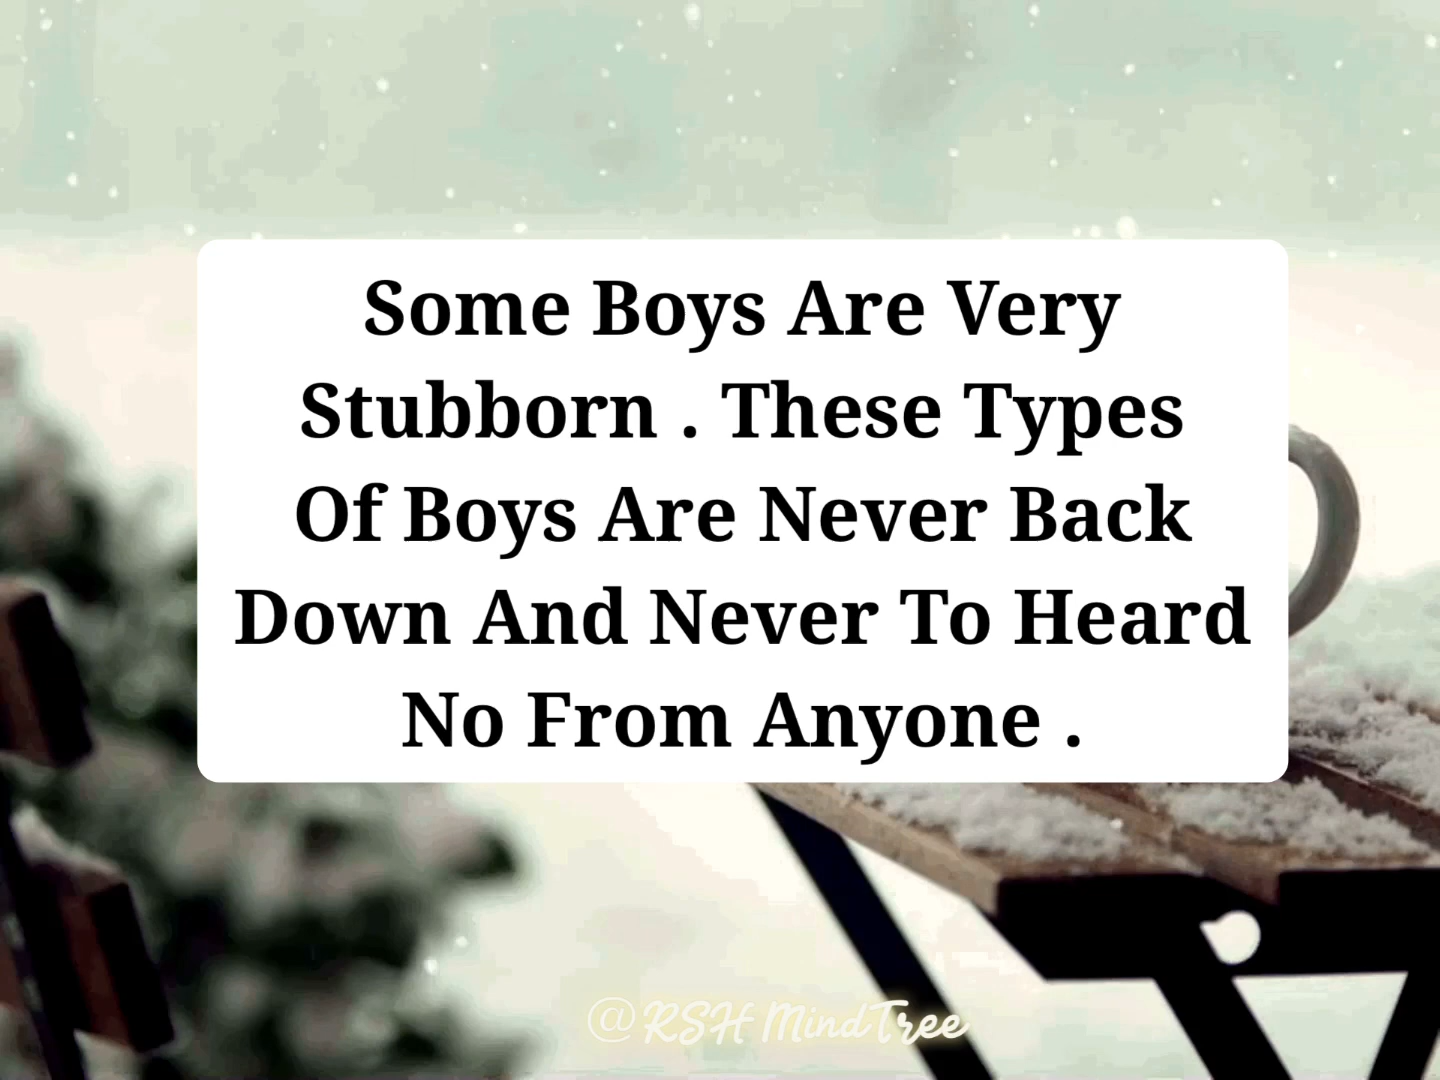 Some Boys Are Very
Stubborn . These Types
Of Boys Are Never Back
Down And Never To Heard
No From Anyone .
@RSH MindTree